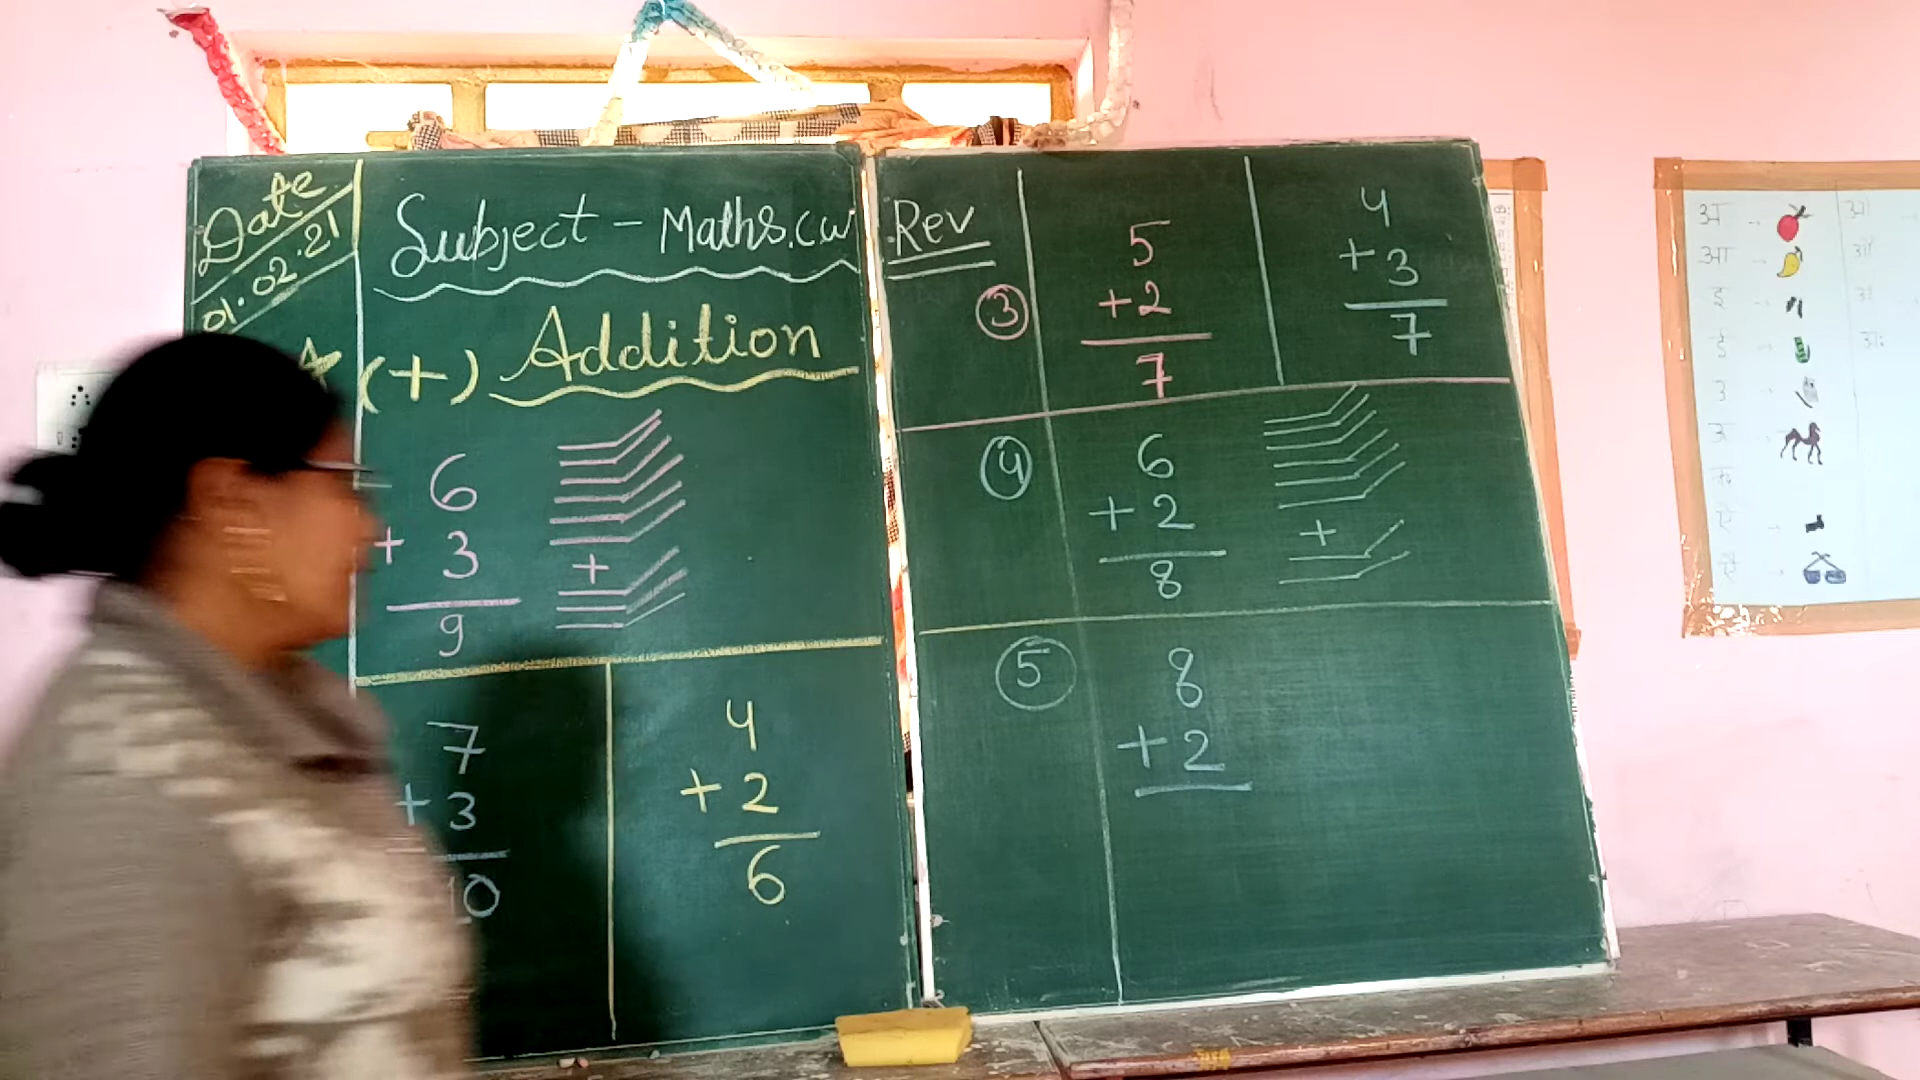 Date
01.02.21
Subject - Maths.cw
(+) Addition
6
+ 3
9
7
+ 3
10
4
+ 2
6
Rev
3
5
+2
7
4
+3
7
4
6
+ 2
8
+
+
5
8
+2
अ
आ
इ
ई
उ
ऊ
ए
ऐ